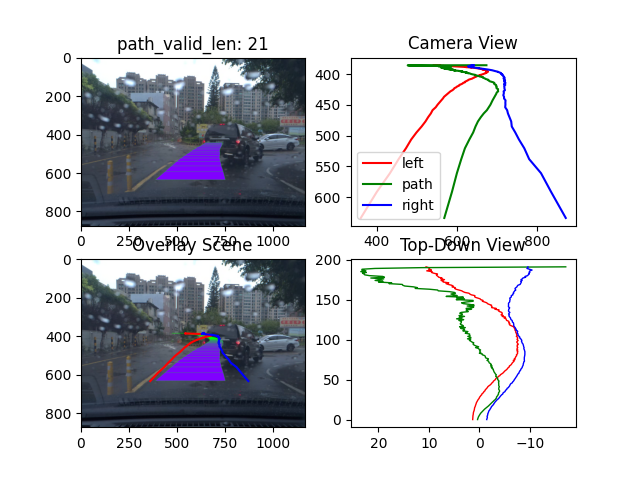 path_valid_len: 21
0
200
400
600
800
0 250 500 750 1000
Camera View
400
450
500
550
600
left
path
right
400 600 800
Overlay Scene
0
200
400
600
800
0 250 500 750 1000
Top-Down View
200
150
100
50
0
20 10 0 −10